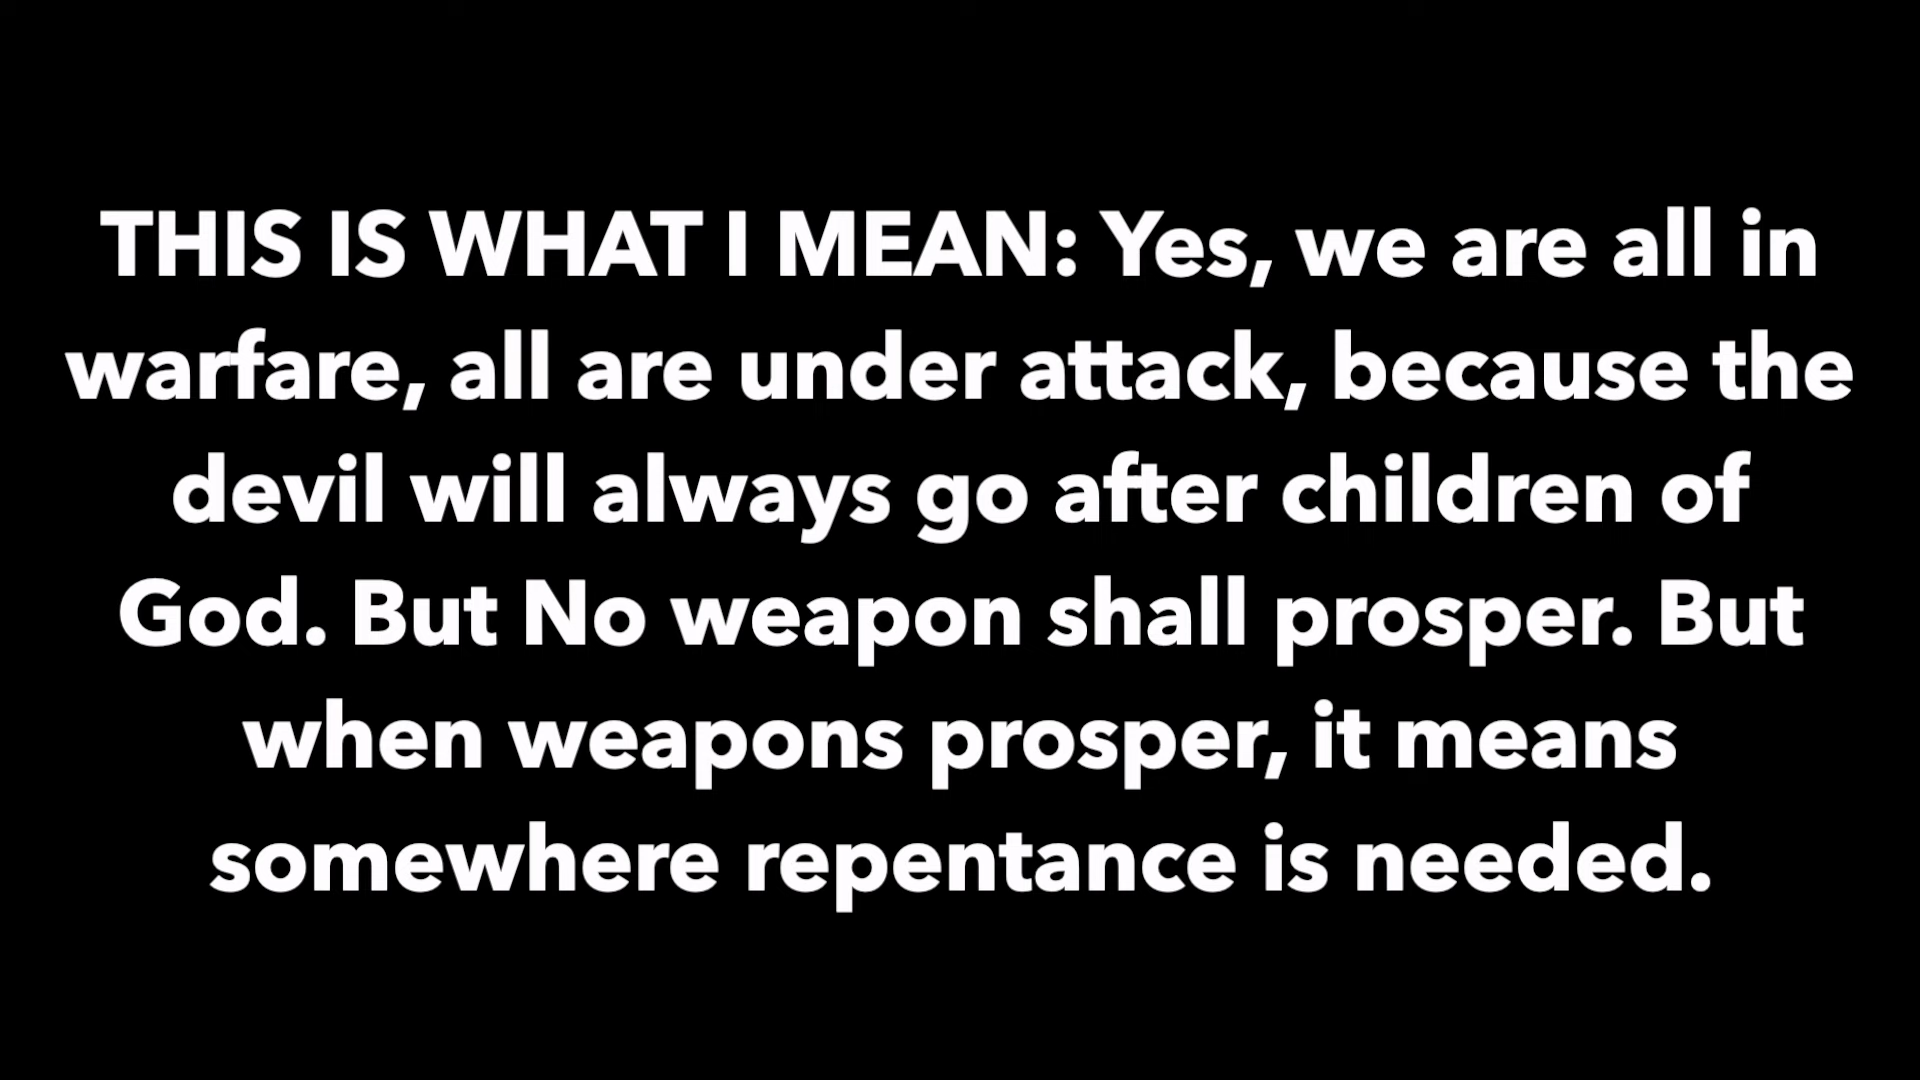 THIS IS WHAT I MEAN: Yes, we are all in
warfare, all are under attack, because the
devil will always go after children of
God. But No weapon shall prosper. But
when weapons prosper, it means
somewhere repentance is needed.